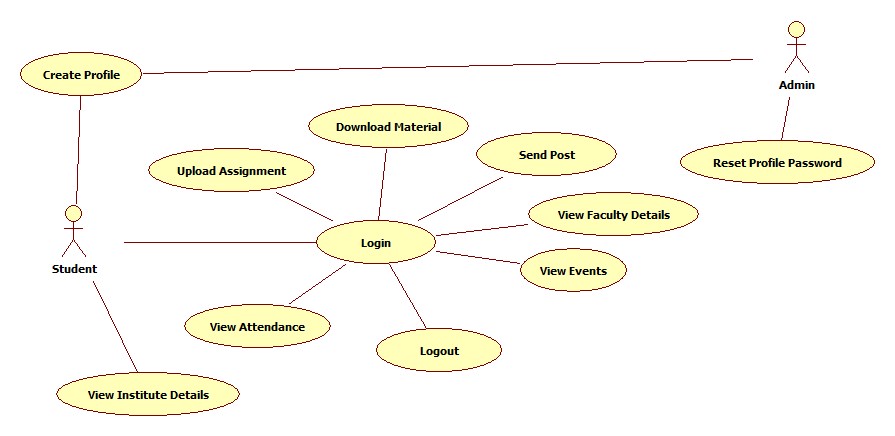 Create Profile
Admin
Download Material
Send Post
Reset Profile Password
Upload Assignment
View Faculty Details
Login
Student
View Events
View Attendance
Logout
View Institute Details